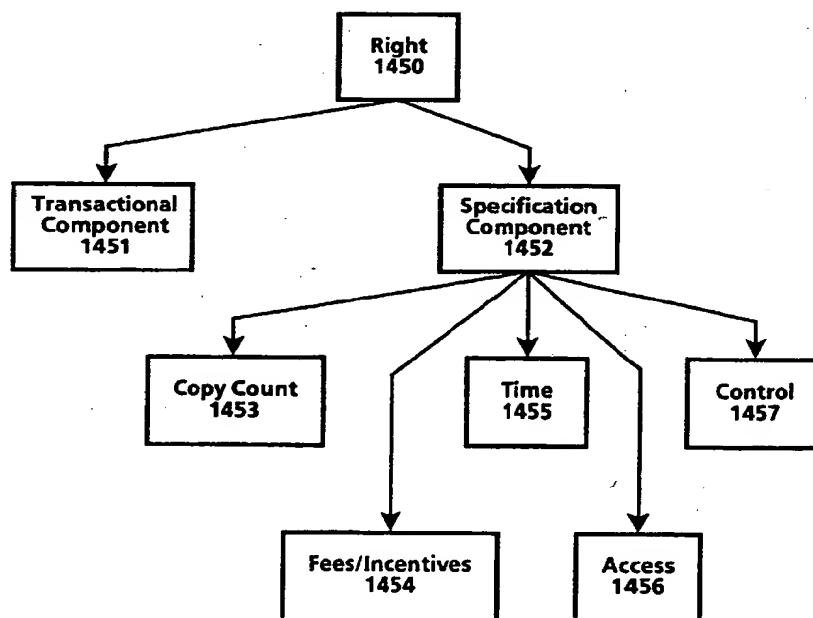 Right
1450
Transactional
Component
1451
Specification
Component
1452
Copy Count
1453
Time
1455
Control
1457
Fees/Incentives
1454
Access
1456